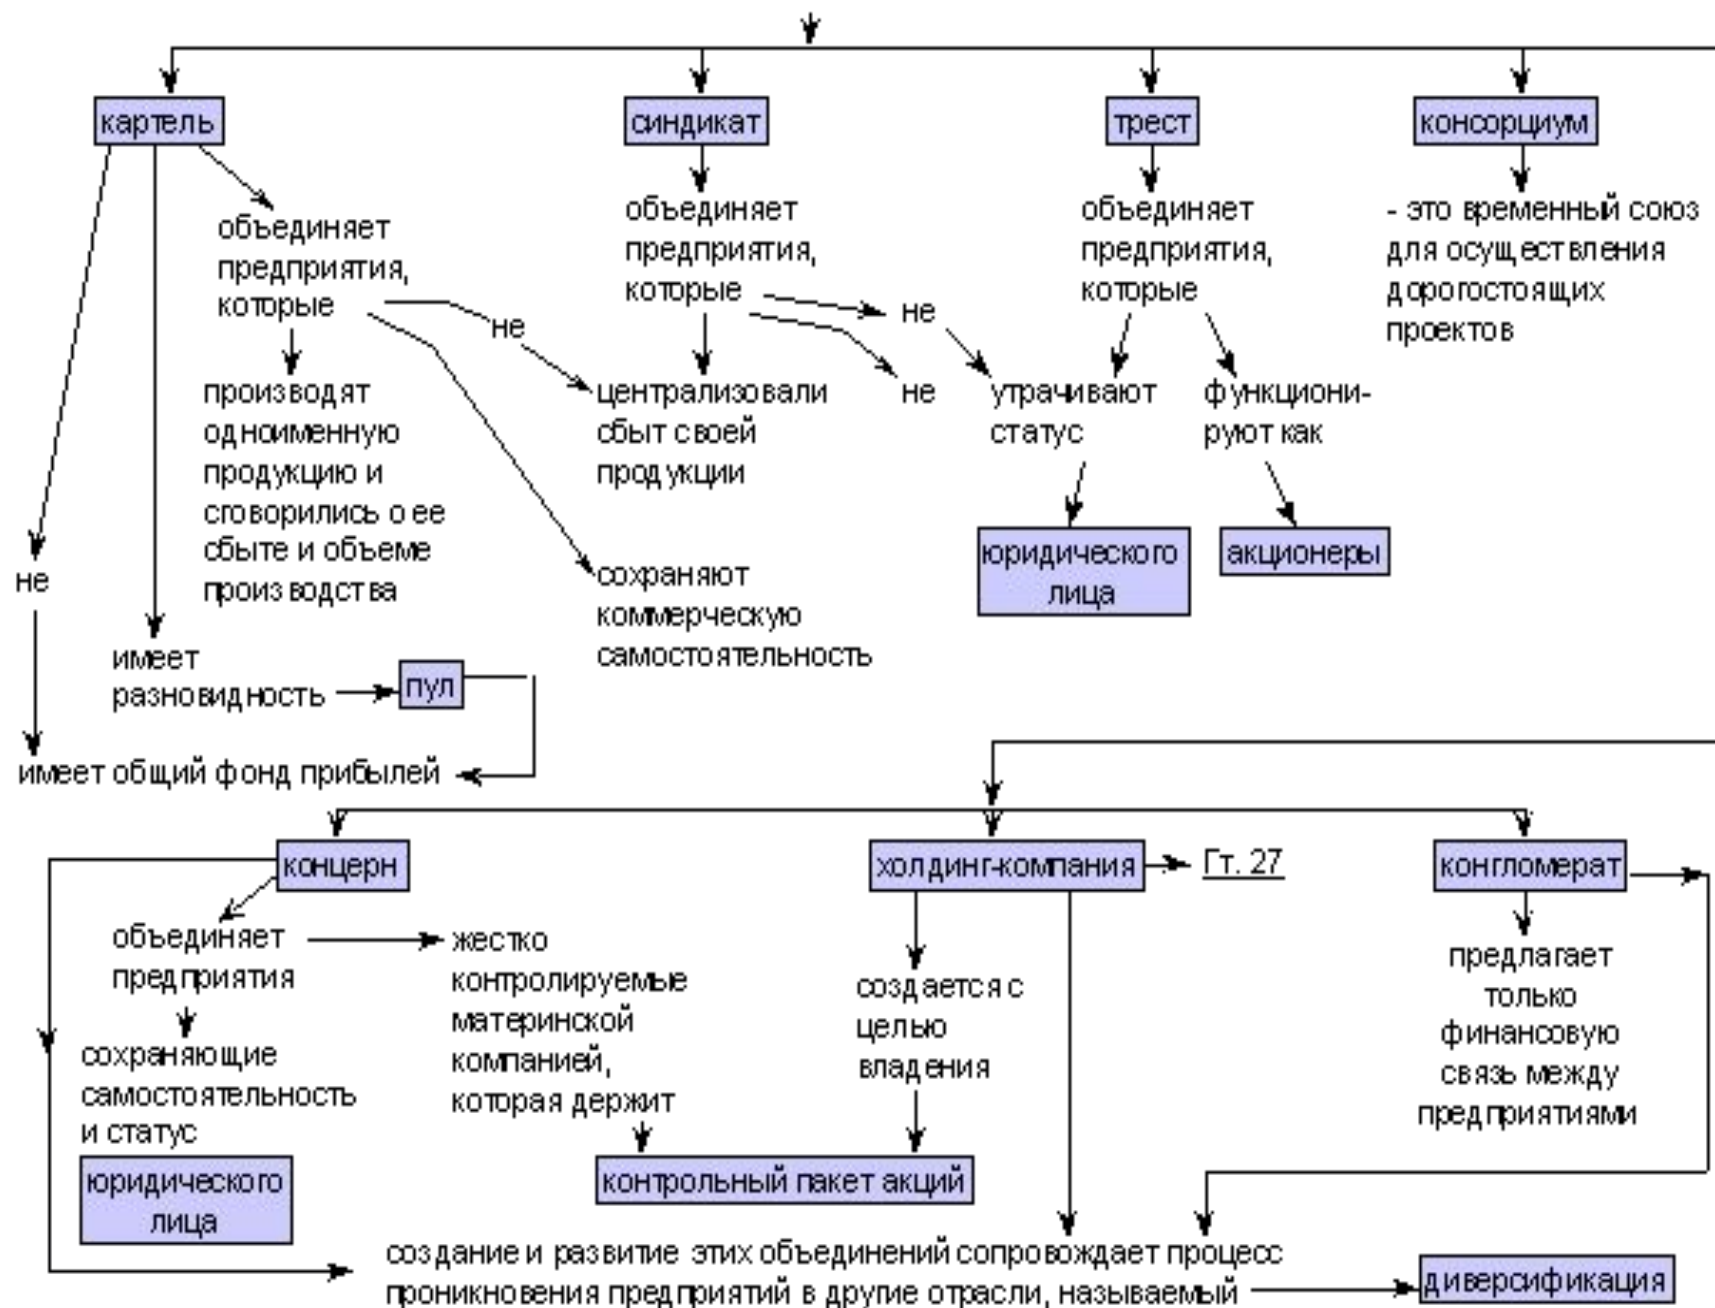 картель
синдикат
трест
консорциум
объединяет
предприятия,
которые
не
производят
одноименную
продукцию и
сговорились о ее
сбыте и объеме
производства
не
имеет
разновидность
пул
имеет общий фонд прибылей
объединяет
предприятия,
которые
не
не
централизовали
сбыт своей
продукции
сохраняют
коммерческую
самостоятельность
объединяет
предприятия,
которые
утрачивают
статус
юридического
лица
функциони-
руют как
акционеры
- это временный союз
для осуществления
дорогостоящих
проектов
концерн
холдинг-компания
Гт. 27
конгломерат
объединяет
предприятия
сохраняющие
самостоятельность
и статус
юридического
лица
жестко
контролируемые
материнской
компанией,
которая держит
создается с
целью
владения
контрольный пакет акций
предлагает
только
финансовую
связь между
предприятиями
создание и развитие этих объединений сопровождает процесс
проникновения предприятий в другие отрасли, называемый
диверсификация